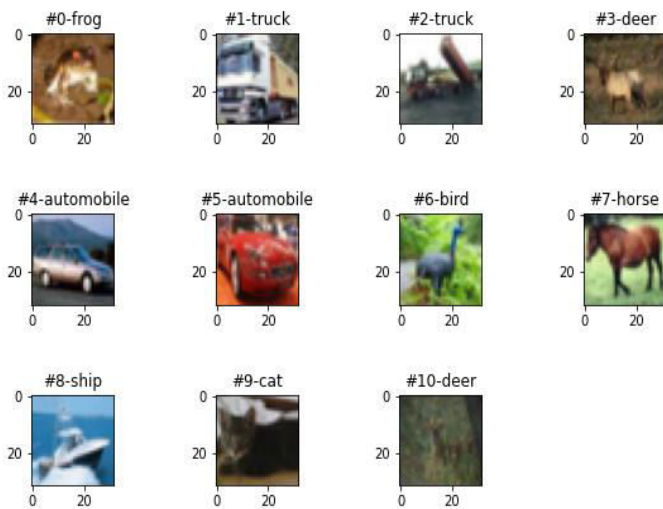 #0-frog #1-truck #2-truck #3-deer
0 0 0 0
20 20 20 20
0 20 0 20 0 20 0 20
#4-automobile #5-automobile #6-bird #7-horse
0 0 0 0
20 20 20 20
0 20 0 20 0 20 0 20
#8-ship #9-cat #10-deer
0 0 0
20 20 20
0 20 0 20 0 20